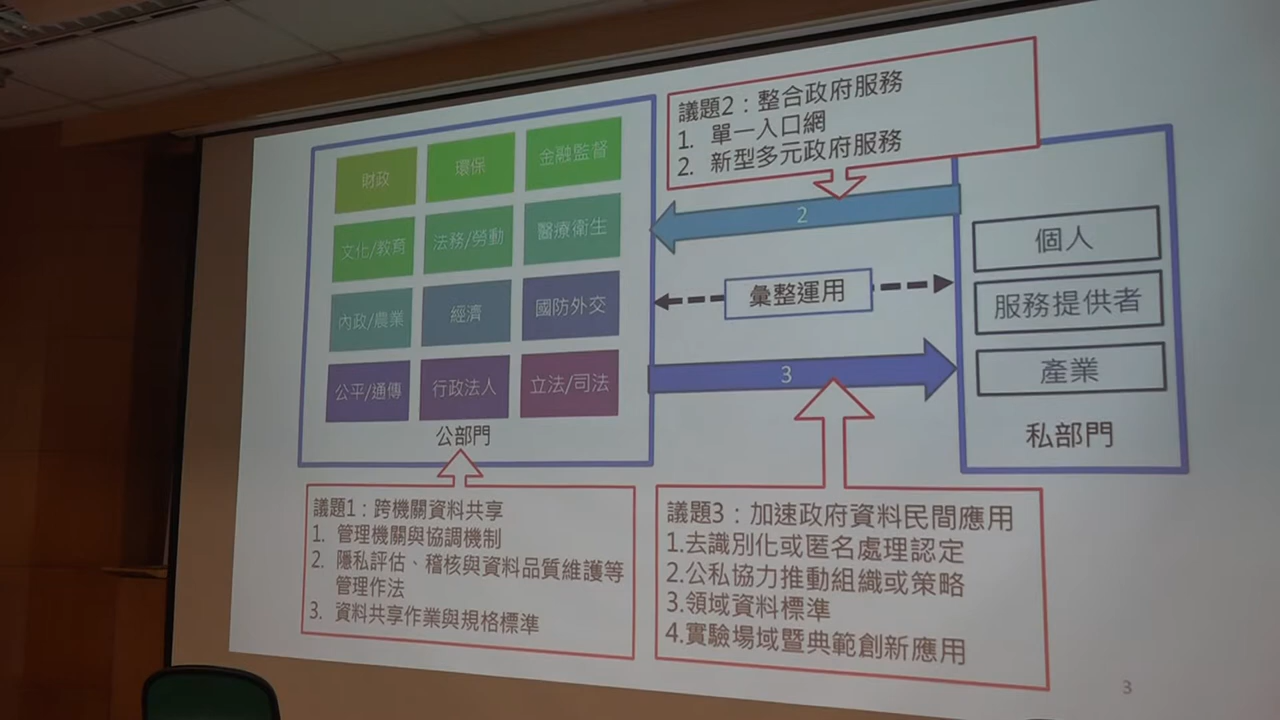 議題2：整合政府服務
1. 單一入口網
2. 新型多元政府服務
財政
環保
金融監督
文化/教育
法務/勞動
醫療衛生
內政/農業
經濟
國防外交
公平/通傳
行政法人
立法/司法
公部門
2
彙整運用
3
個人
服務提供者
產業
私部門
議題1：跨機關資料共享
1. 管理機關與協調機制
2. 隱私評估、稽核與資料品質維護等
管理作法
3. 資料共享作業與規格標準
議題3：加速政府資料民間應用
1.去識別化或匿名處理認定
2.公私協力推動組織或策略
3.領域資料標準
4.實驗場域暨典範創新應用
3